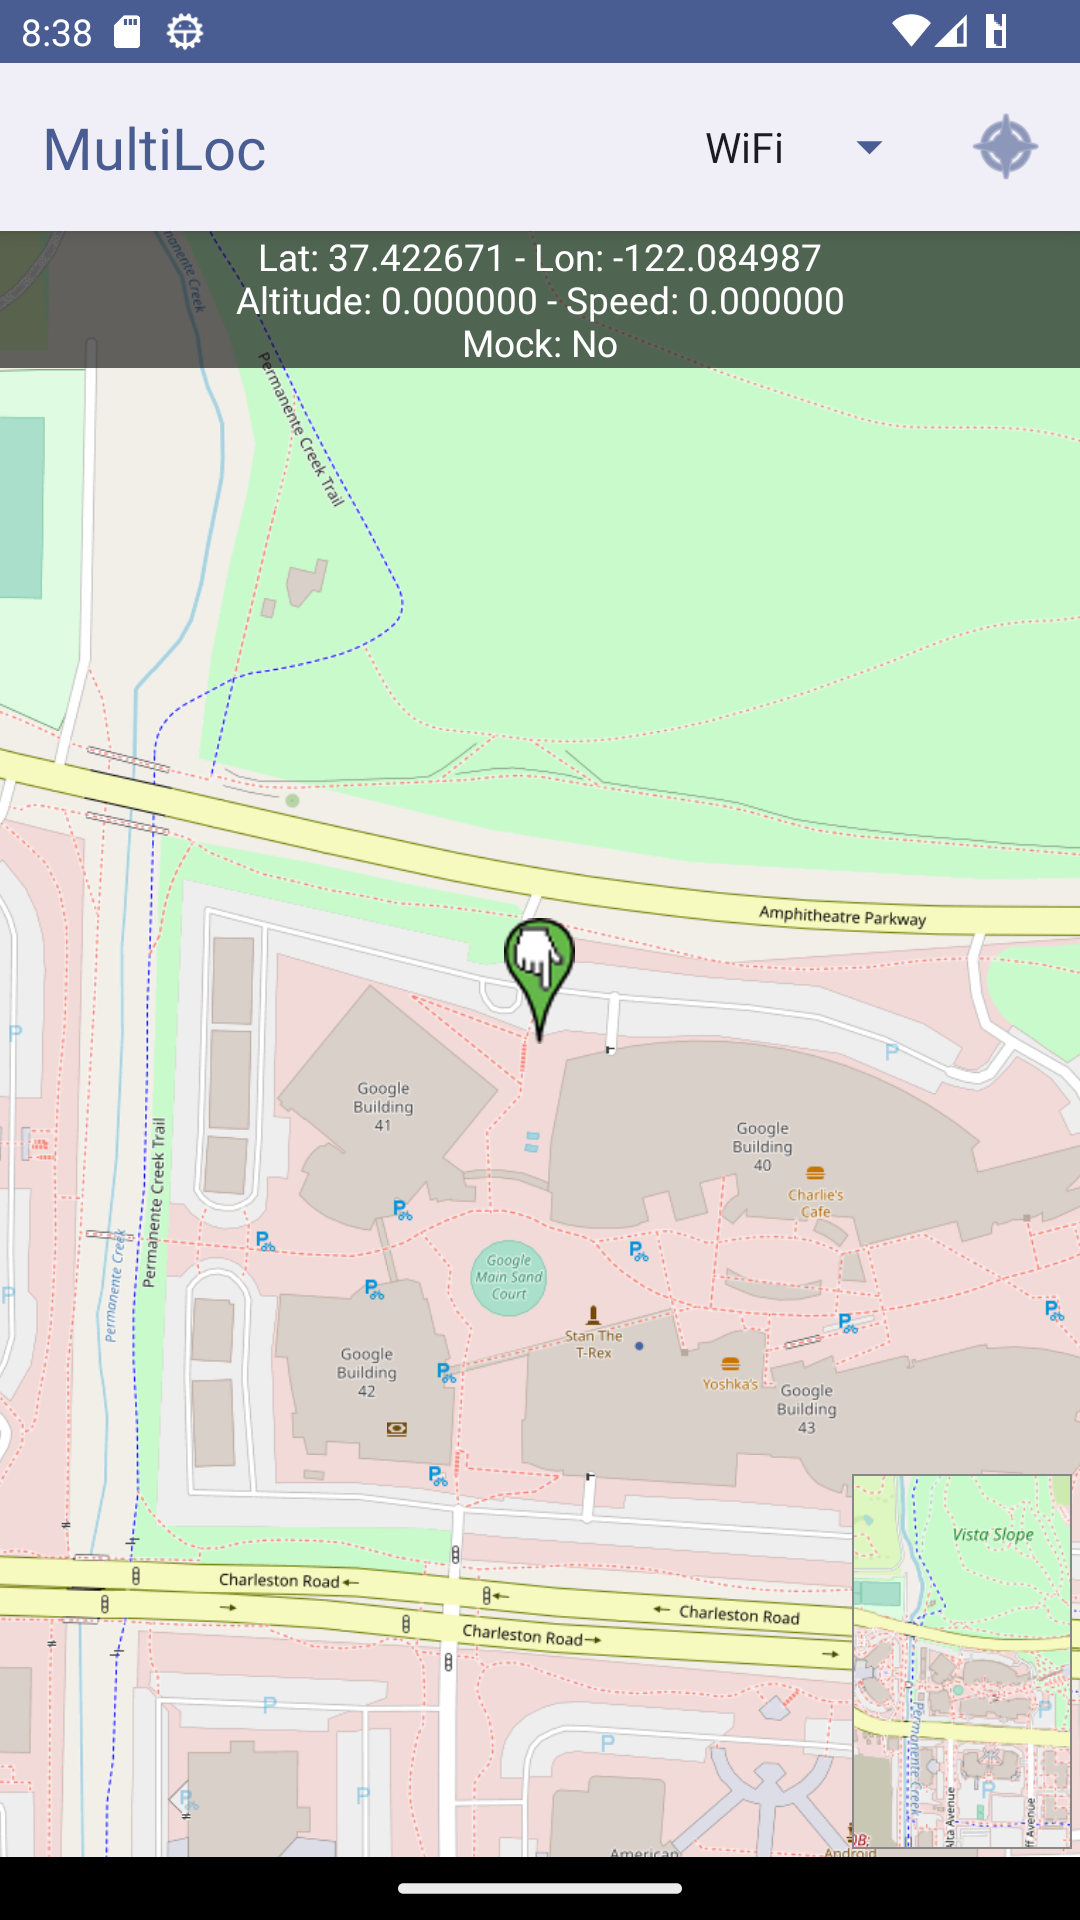 8:38
MultiLoc
WiFi
Lat: 37.422671 - Lon: -122.084987
Altitude: 0.000000 - Speed: 0.000000
Mock: No
Creek
Permanente Creek Trail
Amphitheatre Parkway
P
Google
Building
41
Google
Building
40
P
Charlie's
Cafe
Permanente Creek Trail
Permanente Creek
P
P
P
P
P
Google
Main Sand
Court
Stan The
T-Rex
P
P
Google
Building
42
P
Yoshka's
Google
Building
43
P
Vista Slope
Charleston Road
Charleston Road
Charleston Road
P
P
P
P
Permanente Creek
P
P
American
Android